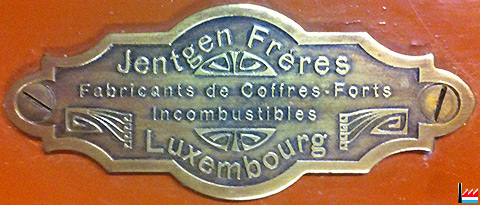 Jentgen Frères
Fabricants de Coffres-Forts
Incombustibles
Luxembourg